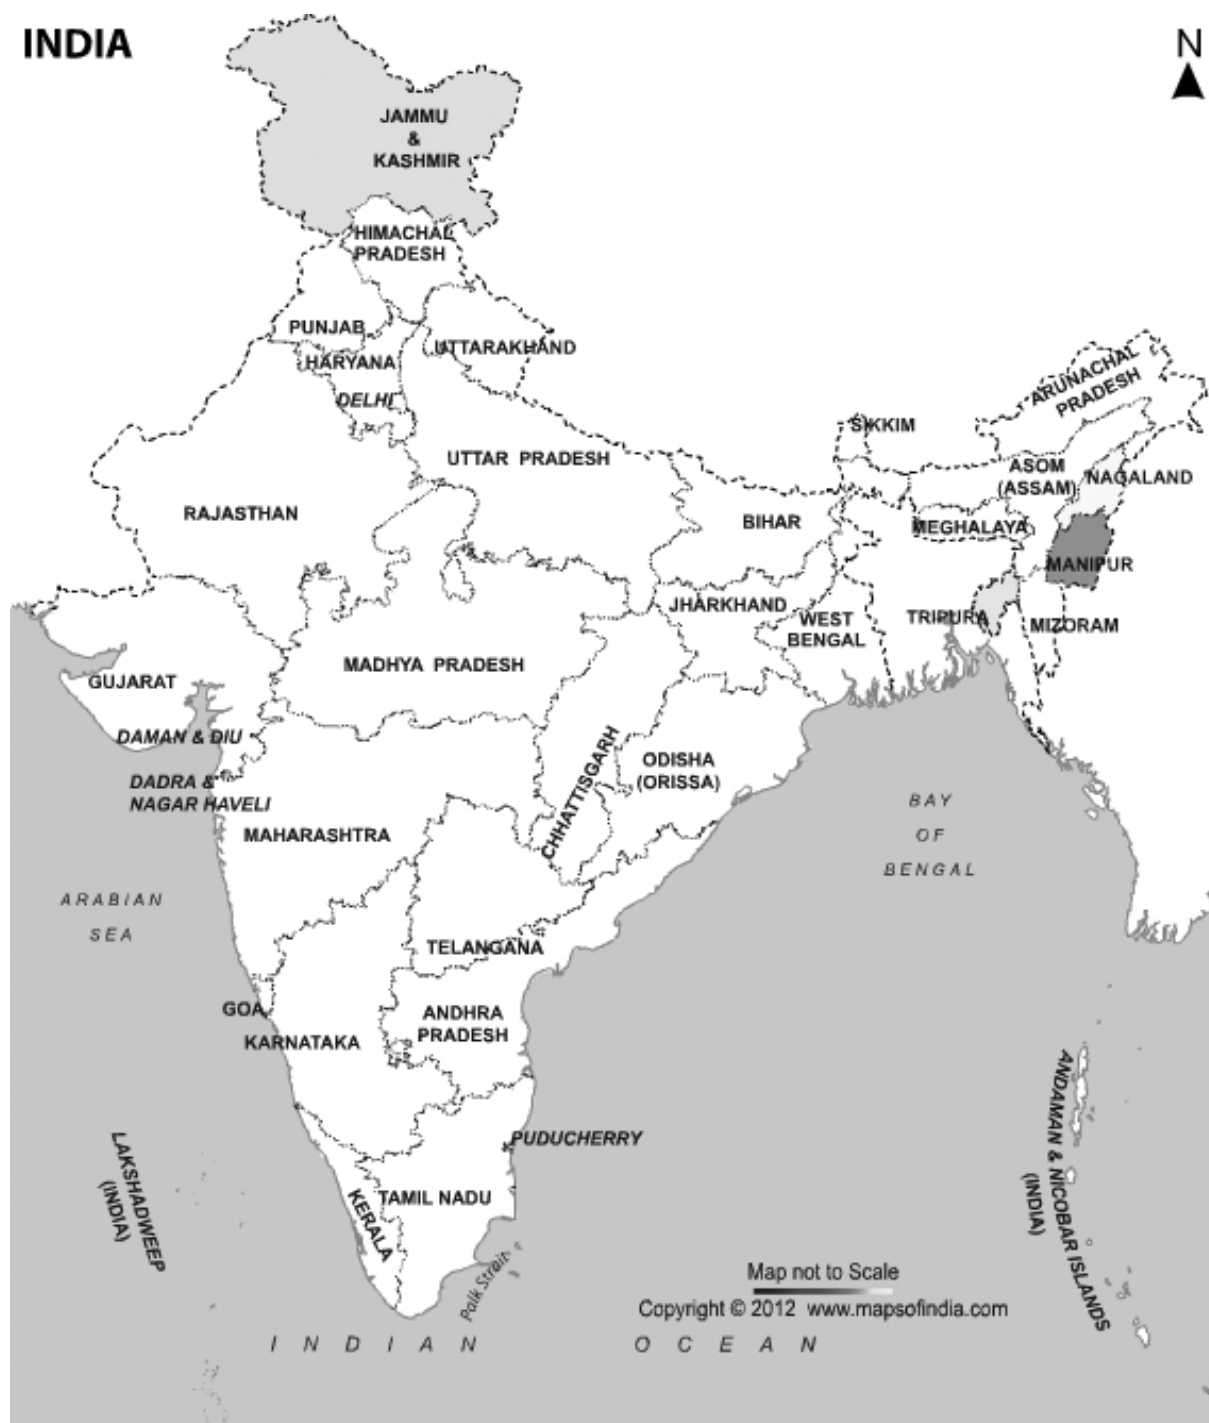 INDIA
N
JAMMU
&
KASHMIR
HIMACHAL
PRADESH
PUNJAB
UTTARAKHAND
HARYANA
DELHI
ARUNACHAL
PRADESH
SIKKIM
UTTAR PRADESH
ASOM
(ASSAM)
NAGALAND
RAJASTHAN
BIHAR
MEGHALAYA
MANIPUR
JHARKHAND
WEST
BENGAL
TRIPURA
MIZORAM
MADHYA PRADESH
GUJARAT
DAMAN & DIU
DADRA &
NAGAR HAVELI
CHHATTISGARH
ODISHA
(ORISSA)
MAHARASHTRA
BAY
OF
BENGAL
ARABIAN
SEA
TELANGANA
GOA
ANDHRA
PRADESH
KARNATAKA
PUDUCHERRY
LAKSHADWEEP
(INDIA)
KERALA
TAMIL NADU
ANDAMAN & NICOBAR ISLANDS
(INDIA)
Palk Strait
Map not to Scale
Copyright © 2012 www.mapsofindia.com
INDIAN OCEAN